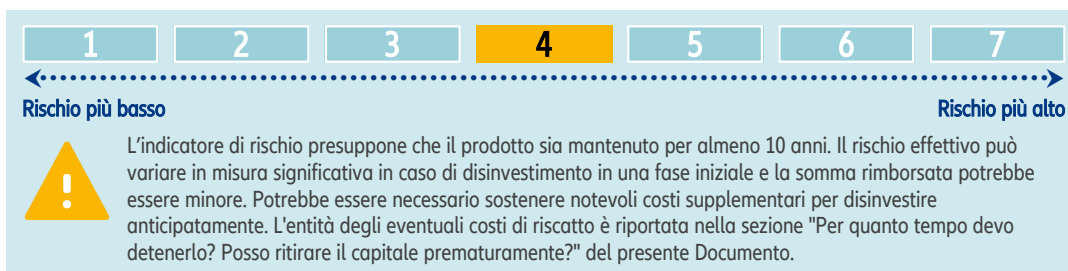 1 2 3 4 5 6 7
Rischio più basso Rischio più alto
L'indicatore di rischio presuppone che il prodotto sia mantenuto per almeno 10 anni. Il rischio effettivo può
variare in misura significativa in caso di disinvestimento in una fase iniziale e la somma rimborsata potrebbe
essere minore. Potrebbe essere necessario sostenere notevoli costi supplementari per disinvestire
anticipatamente. L'entità degli eventuali costi di riscatto è riportata nella sezione "Per quanto tempo devo
detenerlo? Posso ritirare il capitale prematuramente?" del presente Documento.